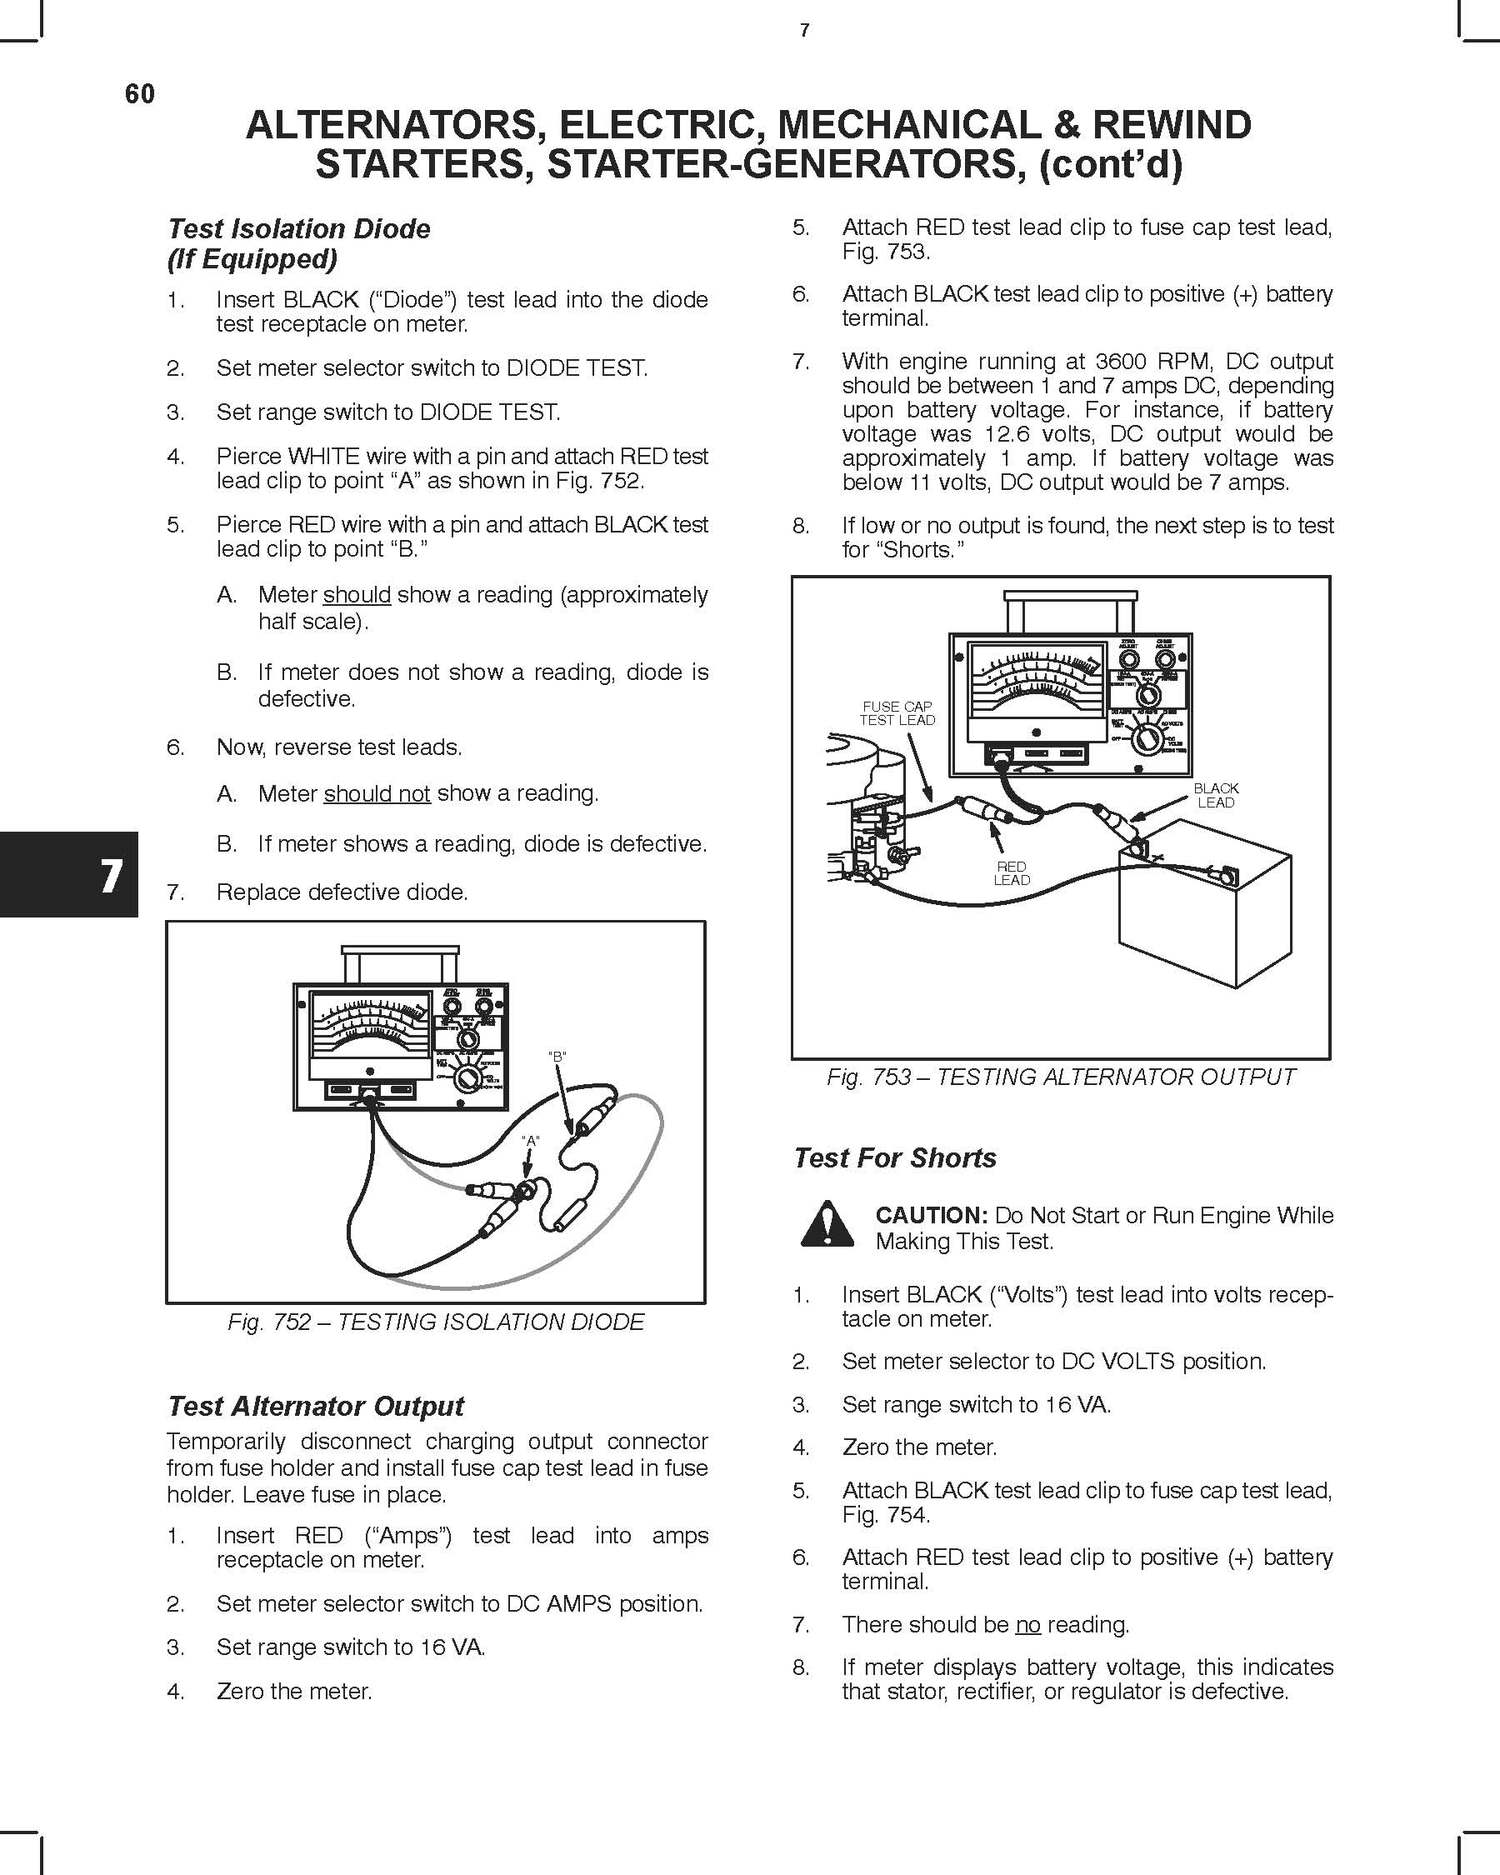 7
60
ALTERNATORS, ELECTRIC, MECHANICAL & REWIND
STARTERS, STARTER-GENERATORS, (cont’d)
Test Isolation Diode
(If Equipped)
1. Insert BLACK (“Diode”) test lead into the diode
test receptacle on meter.
2. Set meter selector switch to DIODE TEST.
3. Set range switch to DIODE TEST.
4. Pierce WHITE wire with a pin and attach RED test
lead clip to point “A” as shown in Fig. 752.
5. Pierce RED wire with a pin and attach BLACK test
lead clip to point “B.”
A. Meter should show a reading (approximately
half scale).
B. If meter does not show a reading, diode is
defective.
6. Now, reverse test leads.
A. Meter should not show a reading.
B. If meter shows a reading, diode is defective.
7
7. Replace defective diode.
"B"
"A"
Fig. 752 – TESTING ISOLATION DIODE
Test Alternator Output
Temporarily disconnect charging output connector
from fuse holder and install fuse cap test lead in fuse
holder. Leave fuse in place.
1. Insert RED (“Amps”) test lead into amps
receptacle on meter.
2. Set meter selector switch to DC AMPS position.
3. Set range switch to 16 VA.
4. Zero the meter.
5. Attach RED test lead clip to fuse cap test lead,
Fig. 753.
6. Attach BLACK test lead clip to positive (+) battery
terminal.
7. With engine running at 3600 RPM, DC output
should be between 1 and 7 amps DC, depending
upon battery voltage. For instance, if battery
voltage was 12.6 volts, DC output would be
approximately 1 amp. If battery voltage was
below 11 volts, DC output would be 7 amps.
8. If low or no output is found, the next step is to test
for “Shorts.”
FUSE CAP
TEST LEAD
BLACK
LEAD
RED
LEAD
Fig. 753 – TESTING ALTERNATOR OUTPUT
Test For Shorts
CAUTION: Do Not Start or Run Engine While
Making This Test.
1. Insert BLACK (“Volts”) test lead into volts recep-
tacle on meter.
2. Set meter selector to DC VOLTS position.
3. Set range switch to 16 VA.
4. Zero the meter.
5. Attach BLACK test lead clip to fuse cap test lead,
Fig. 754.
6. Attach RED test lead clip to positive (+) battery
terminal.
7. There should be no reading.
8. If meter displays battery voltage, this indicates
that stator, rectifier, or regulator is defective.